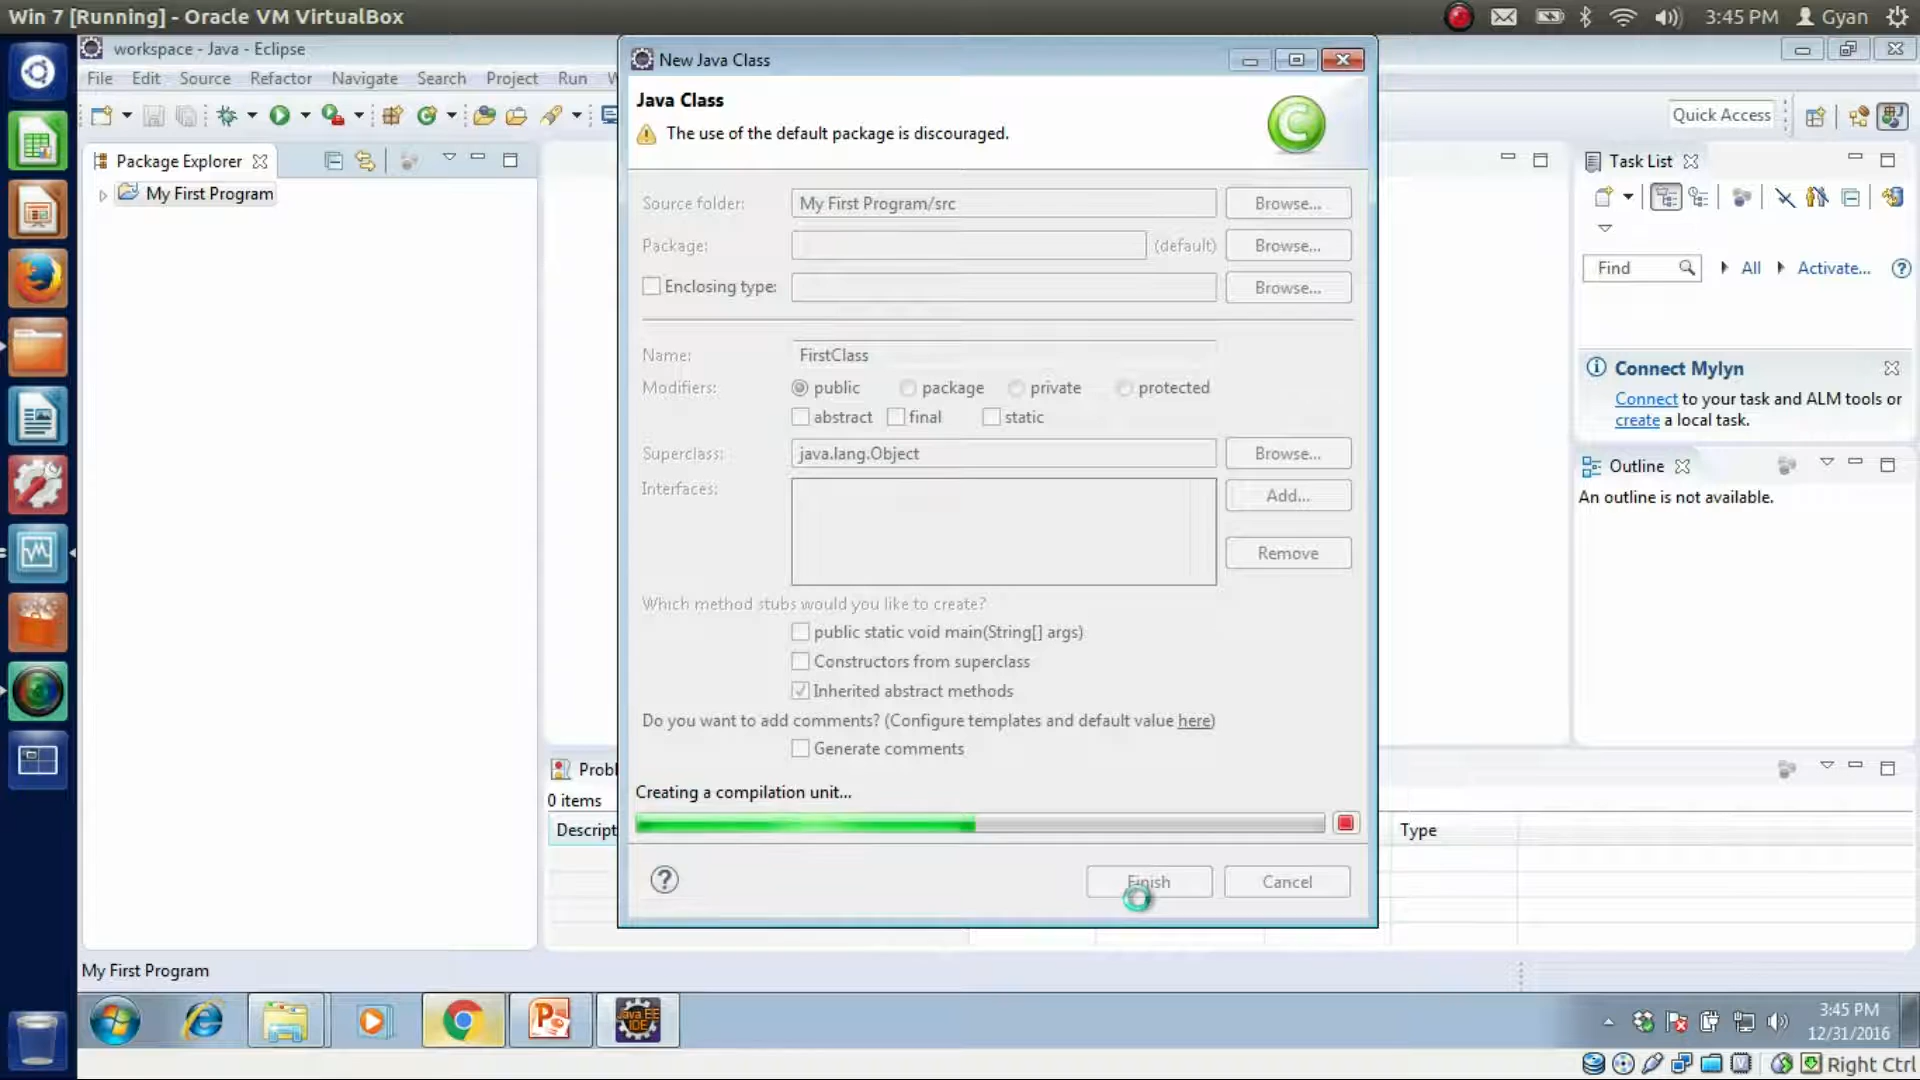 Win 7 [Running] - Oracle VM VirtualBox
3:45 PM
Gyan
workspace - Java - Eclipse
File Edit Source Refactor Navigate Search Project Run
Quick Access
Package Explorer
My First Program
New Java Class
Java Class
The use of the default package is discouraged.
Source folder: My First Program/src Browse...
Package: (default) Browse...
Enclosing type: Browse...
Name: FirstClass
Modifiers: public package private protected
abstract final static
Superclass: java.lang.Object Browse...
Interfaces: Add...
Remove
Which method stubs would you like to create?
public static void main(String[] args)
Constructors from superclass
Inherited abstract methods
Do you want to add comments? (Configure templates and default value here)
Generate comments
Creating a compilation unit...
Finish Cancel
Task List
Find All Activate...
Connect Mylyn
Connect to your task and ALM tools or
create a local task.
Outline
An outline is not available.
Probl
0 items
Descript Type
My First Program
Java EE
IDE
3:45 PM
12/31/2016
Right Ctrl